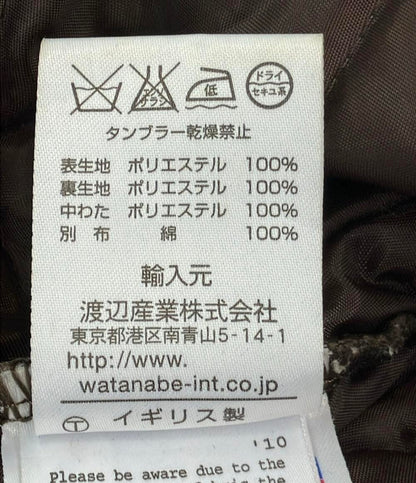 エンソ
サラシ
低
ドライ
セキユ系
タンブラー乾燥禁止
表生地 ポリエステル 100%
裏生地 ポリエステル 100%
中わた ポリエステル 100%
別布 綿 100%
輸入元
渡辺産業株式会社
東京都港区南青山5-14-1
http://www.
watanabe-int.co.jp
Ⓣ イギリス製
'10
Please be aware due to the